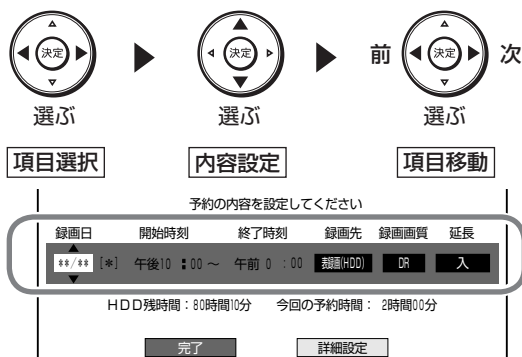 決定 決定 前 決定 次
選ぶ 選ぶ 選ぶ
項目選択 内容設定 項目移動
予約の内容を設定してください
録画日 開始時刻 終了時刻 録画先 録画画質 延長
**/** [*] 午後10:00～ 午前 0 :00 (HDD) DR 入
HDD残時間:80時間10分 今回の予約時間: 2時間00分
完了 詳細設定